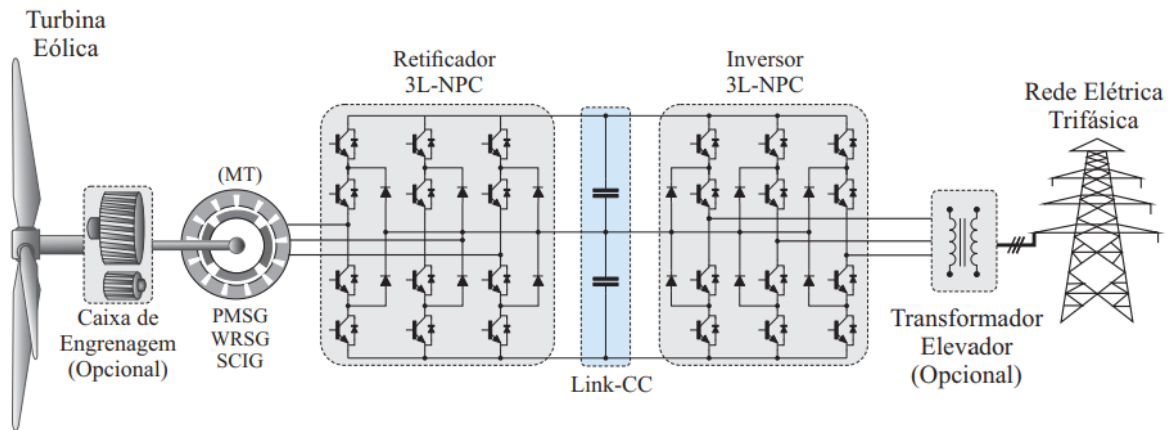 Turbina
Eólica
Caixa de
Engrenagem
(Opcional)
(MT)
PMSG
WRSG
SCIG
Retificador
3L-NPC
Link-CC
Inversor
3L-NPC
Transformador
Elevador
(Opcional)
Rede Elétrica
Trifásica